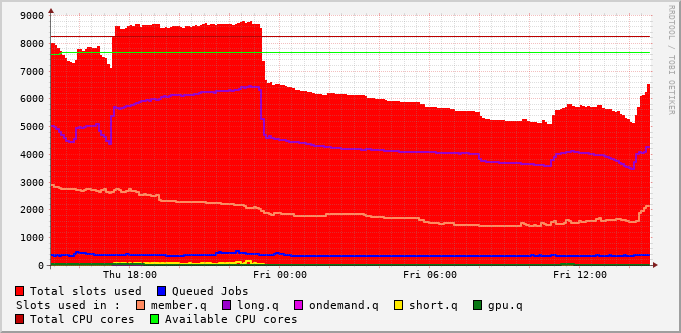 9000
8000
7000
6000
5000
4000
3000
2000
1000
0
Thu 18:00 Fri 00:00 Fri 06:00 Fri 12:00
RRDTOOL / TOBI OETIKER
Total slots used Queued Jobs
Slots used in : member.q long.q ondemand.q short.q gpu.q
Total CPU cores Available CPU cores